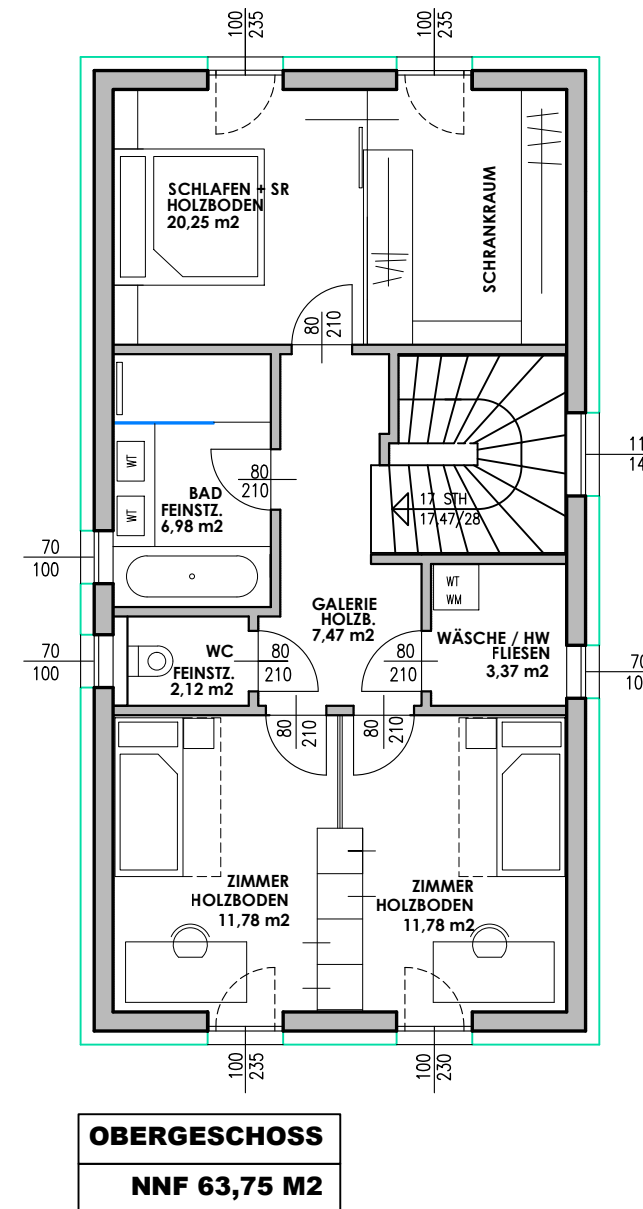 100
235
100
235
SCHLAFEN + SR
HOLZBODEN
20,25 m2
SCHRANKRAUM
80
210
WT
WT
BAD
FEINSTZ.
6,98 m2
80
210
17 STH
17,47/28
11
14
70
100
WT
WM
GALERIE
HOLZB.
7,47 m2
WÄSCHE / HW
FLIESEN
3,37 m2
70
100
WC
FEINSTZ.
2,12 m2
80
210
80
210
70
10
80
210
80
210
ZIMMER
HOLZBODEN
11,78 m2
ZIMMER
HOLZBODEN
11,78 m2
100
235
100
230
OBERGESCHOSS
NNF 63,75 M2